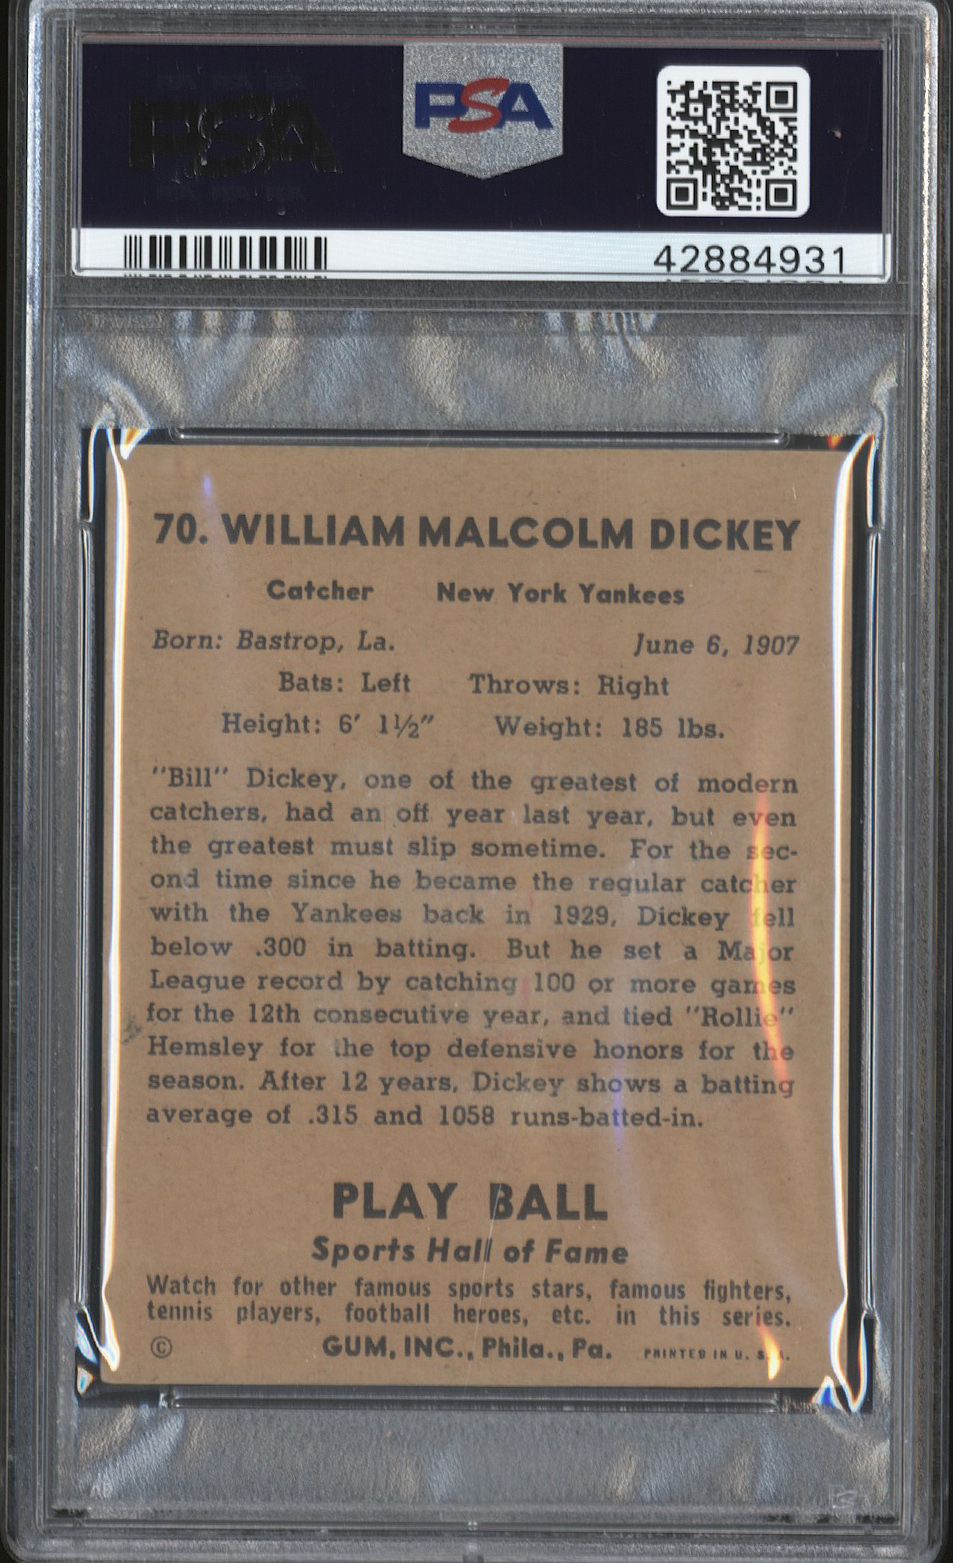 PSA
PSA
42884931
70. WILLIAM MALCOLM DICKEY
Catcher New York Yankees
Born: Bastrop, La. June 6, 1907
Bats: Left Throws: Right
Height: 6' 1½" Weight: 185 lbs.
"Bill" Dickey, one of the greatest of modern
catchers, had an off year last year, but even
the greatest must slip sometime. For the sec-
ond time since he became the regular catcher
with the Yankees back in 1929, Dickey fell
below .300 in batting. But he set a Major
League record by catching 100 or more games
for the 12th consecutive year, and tied "Rollie"
Hemsley for the top defensive honors for the
season. After 12 years, Dickey shows a batting
average of .315 and 1058 runs-batted-in.
PLAY BALL
Sports Hall of Fame
Watch for other famous sports stars, famous fighters,
tennis players, football heroes, etc. in this series.
© GUM, INC., Phila., Pa. PRINTED IN U. S. A.